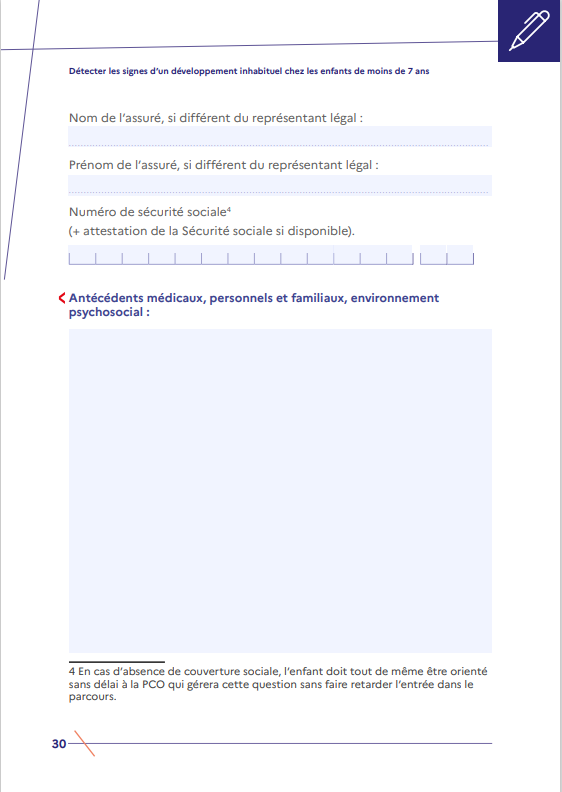 Détecter les signes d’un développement inhabituel chez les enfants de moins de 7 ans
Nom de l’assuré, si différent du représentant légal :
Prénom de l’assuré, si différent du représentant légal :
Numéro de sécurité sociale⁴
(+ attestation de la Sécurité sociale si disponible).
Antécédents médicaux, personnels et familiaux, environnement
psychosocial :
4 En cas d’absence de couverture sociale, l’enfant doit tout de même être orienté
sans délai à la PCO qui gérera cette question sans faire retarder l’entrée dans le
parcours.
30